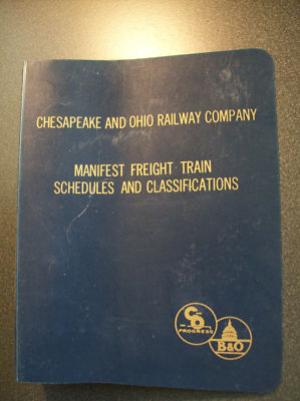 CHESAPEAKE AND OHIO RAILWAY COMPANY
MANIFEST FREIGHT TRAIN
SCHEDULES AND CLASSIFICATIONS
C&O
PROGRESS
B&O